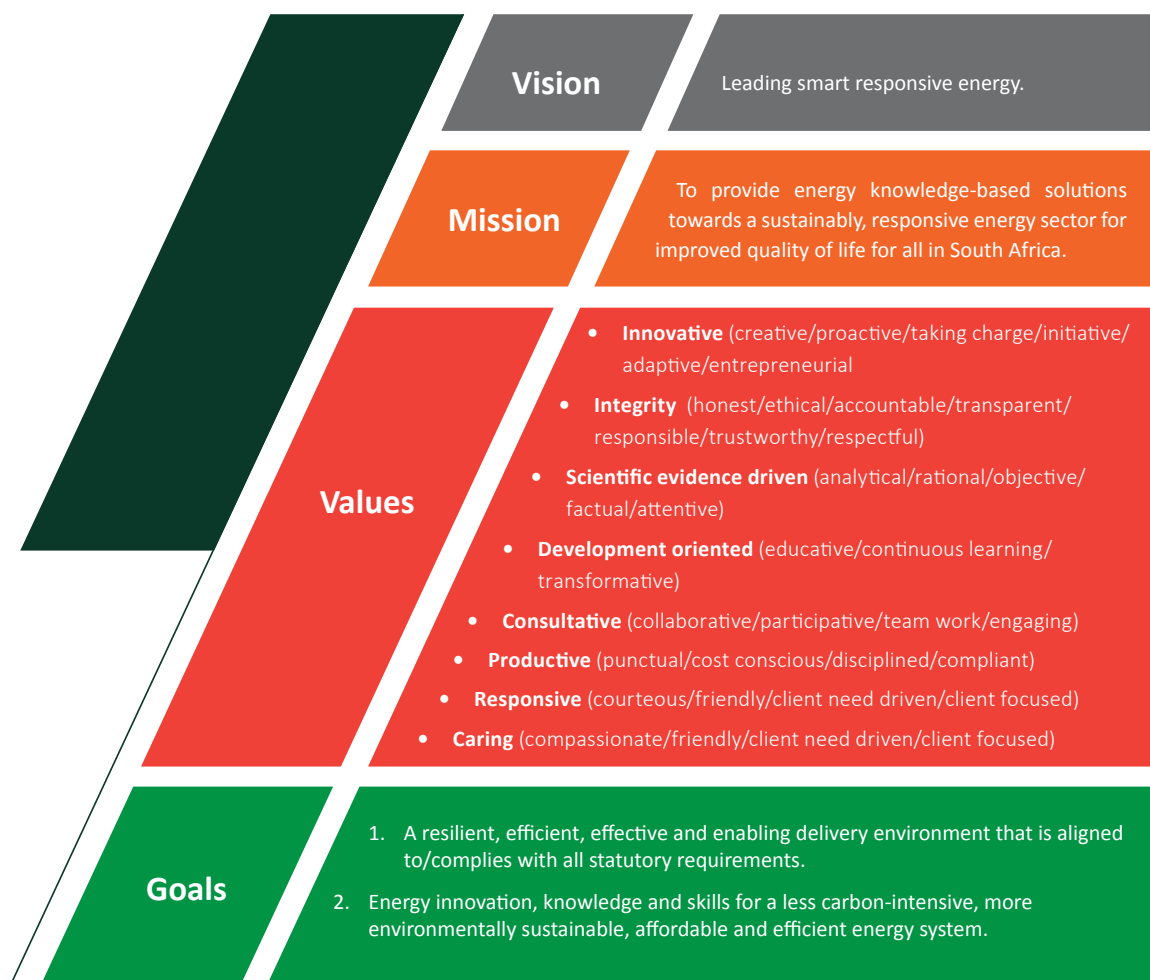 Vision
Leading smart responsive energy.
Mission
To provide energy knowledge-based solutions
towards a sustainably, responsive energy sector for
improved quality of life for all in South Africa.
Values
• Innovative (creative/proactive/taking charge/initiative/
adaptive/entrepreneurial
• Integrity (honest/ethical/accountable/transparent/
responsible/trustworthy/respectful)
• Scientific evidence driven (analytical/rational/objective/
factual/attentive)
• Development oriented (educative/continuous learning/
transformative)
• Consultative (collaborative/participative/team work/engaging)
• Productive (punctual/cost conscious/disciplined/compliant)
• Responsive (courteous/friendly/client need driven/client focused)
• Caring (compassionate/friendly/client need driven/client focused)
Goals
1. A resilient, efficient, effective and enabling delivery environment that is aligned
to/complies with all statutory requirements.
2. Energy innovation, knowledge and skills for a less carbon-intensive, more
environmentally sustainable, affordable and efficient energy system.